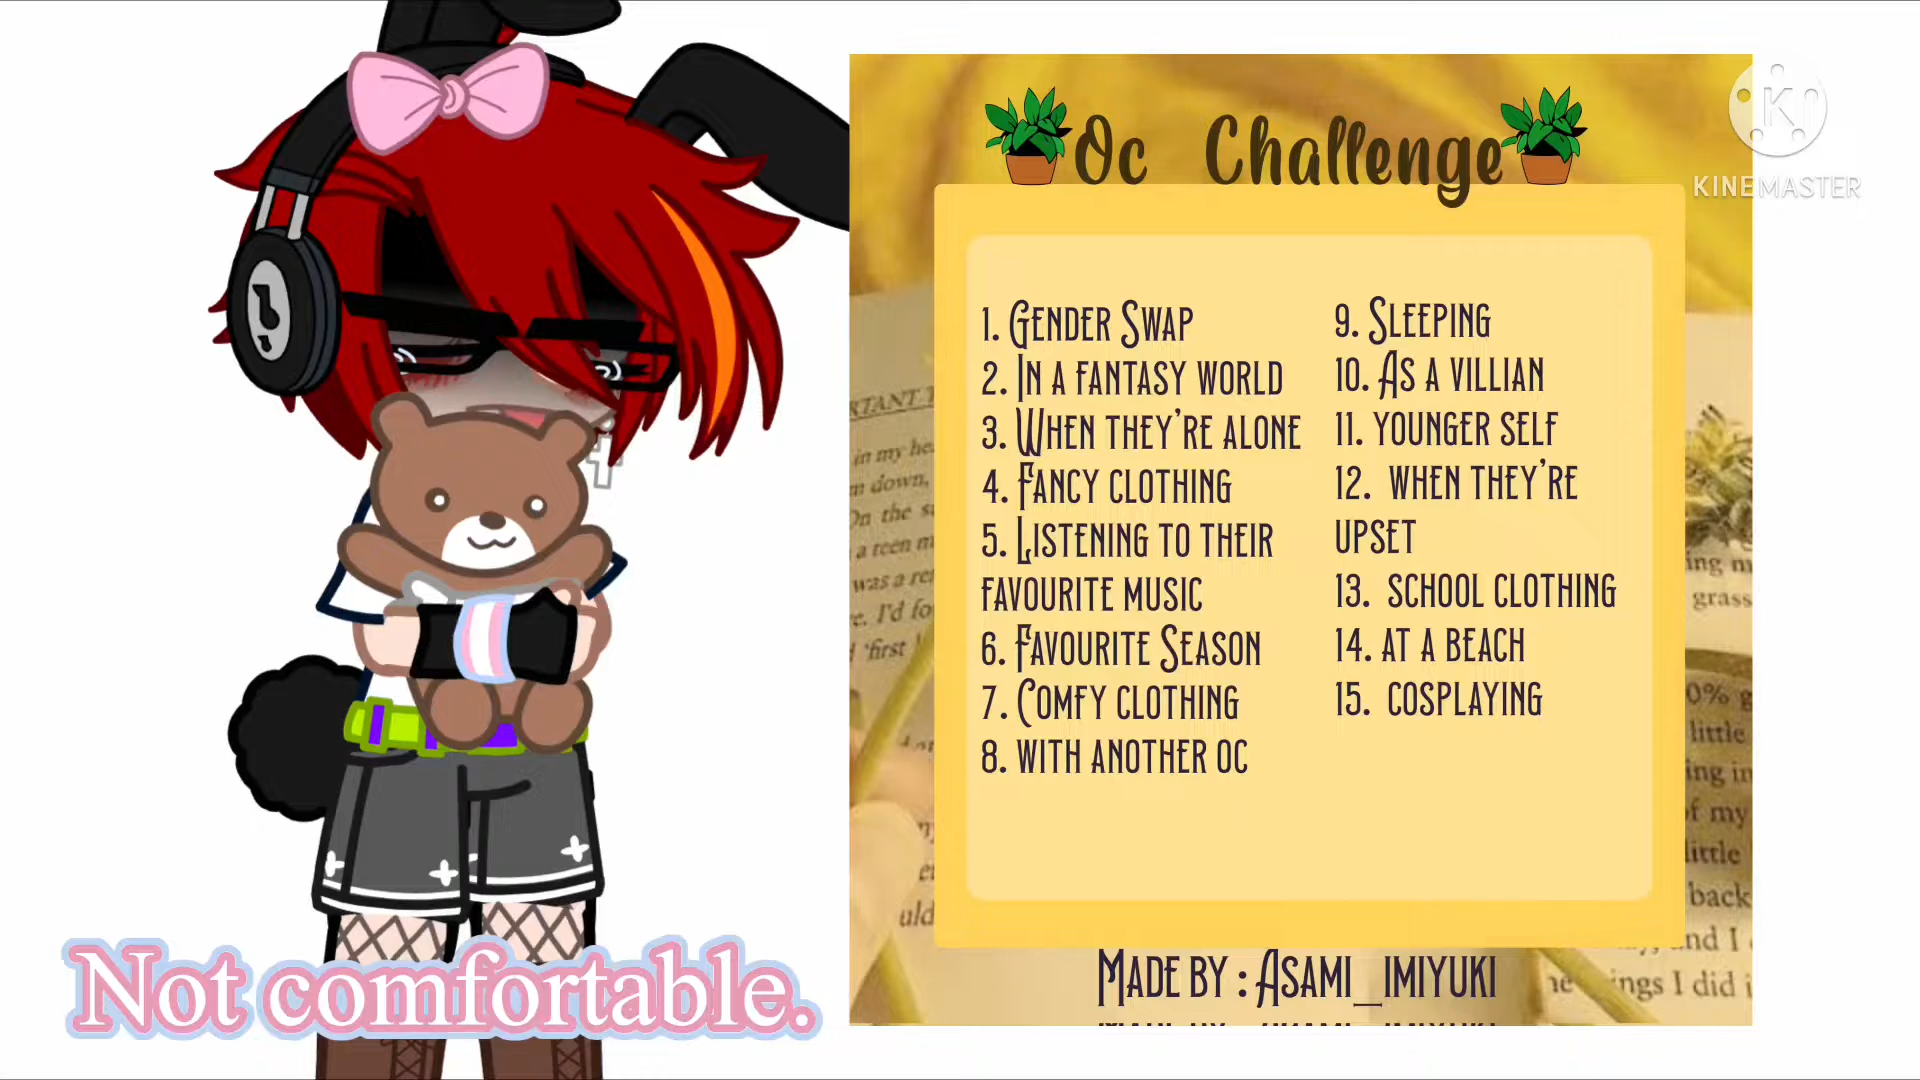 Oc Challenge
KINEMASTER
1. Gender Swap
2. In a fantasy world
3. When they're alone
4. Fancy clothing
5. Listening to their
favourite music
6. Favourite Season
7. Comfy clothing
8. with another oc
9. Sleeping
10. As a villian
11. younger self
12. when they're
upset
13. school clothing
14. at a beach
15. cosplaying
Made by : Asami_imiyuki
Not comfortable.